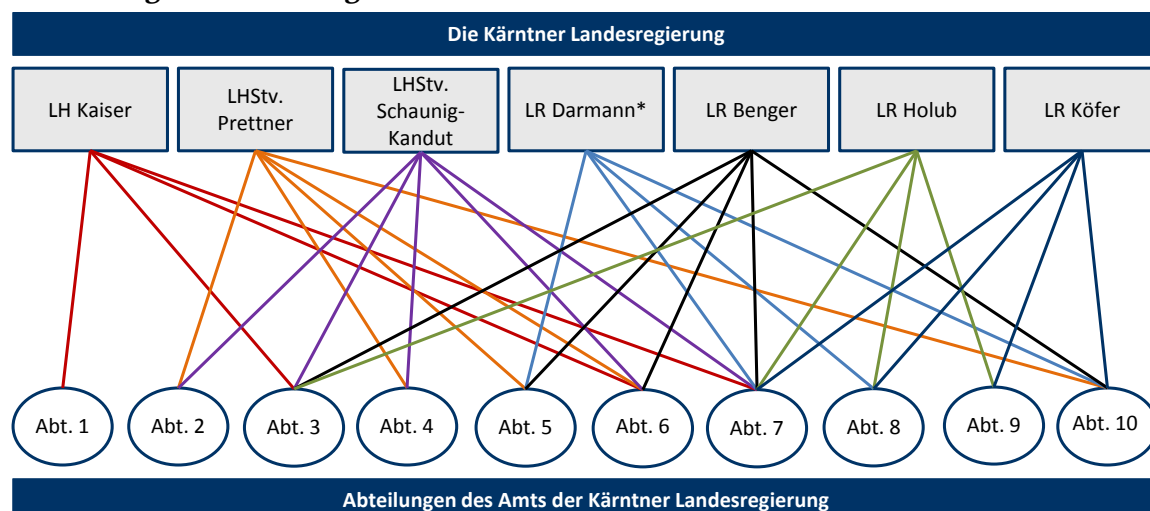 Die Kärntner Landesregierung
LH Kaiser
LHStv.
Prettner
LHStv.
Schaunig-
Kandut
LR Darmann*
LR Benger
LR Holub
LR Köfer
Abt. 1
Abt. 2
Abt. 3
Abt. 4
Abt. 5
Abt. 6
Abt. 7
Abt. 8
Abt. 9
Abt. 10
Abteilungen des Amts der Kärntner Landesregierung